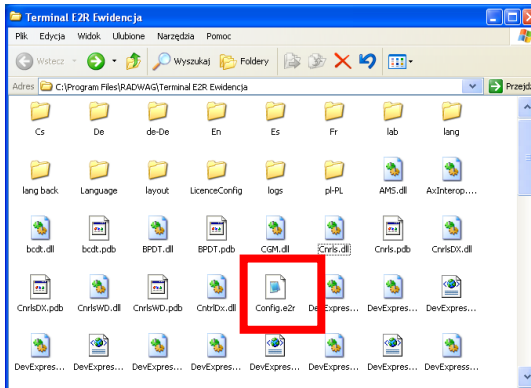 Terminal E2R Ewidencja
Plik Edycja Widok Ulubione Narzędzia Pomoc
Wstecz Wyszukaj Foldery
Adres C:\Program Files\RADWAG\Terminal E2R Ewidencja Przejdź
Cs De de-De En Es Fr lab lang
lang back Language layout LicenceConfig logs pl-PL AMS.dll AxInterop....
bcdt.dll bcdt.pdb BPDT.dll BPDT.pdb CGM.dll Cnrls.dll Cnrls.pdb CnrlsDX.dll
CnrlsDX.pdb CnrlsWD.dll CnrlsWD.pdb CntrlDx.dll Config.e2r DevExpres... DevExpres... DevExpres...
DevExpres... DevExpres... DevExpres... DevExpres... DevExpres... DevExpres... DevExpres... DevExpres...